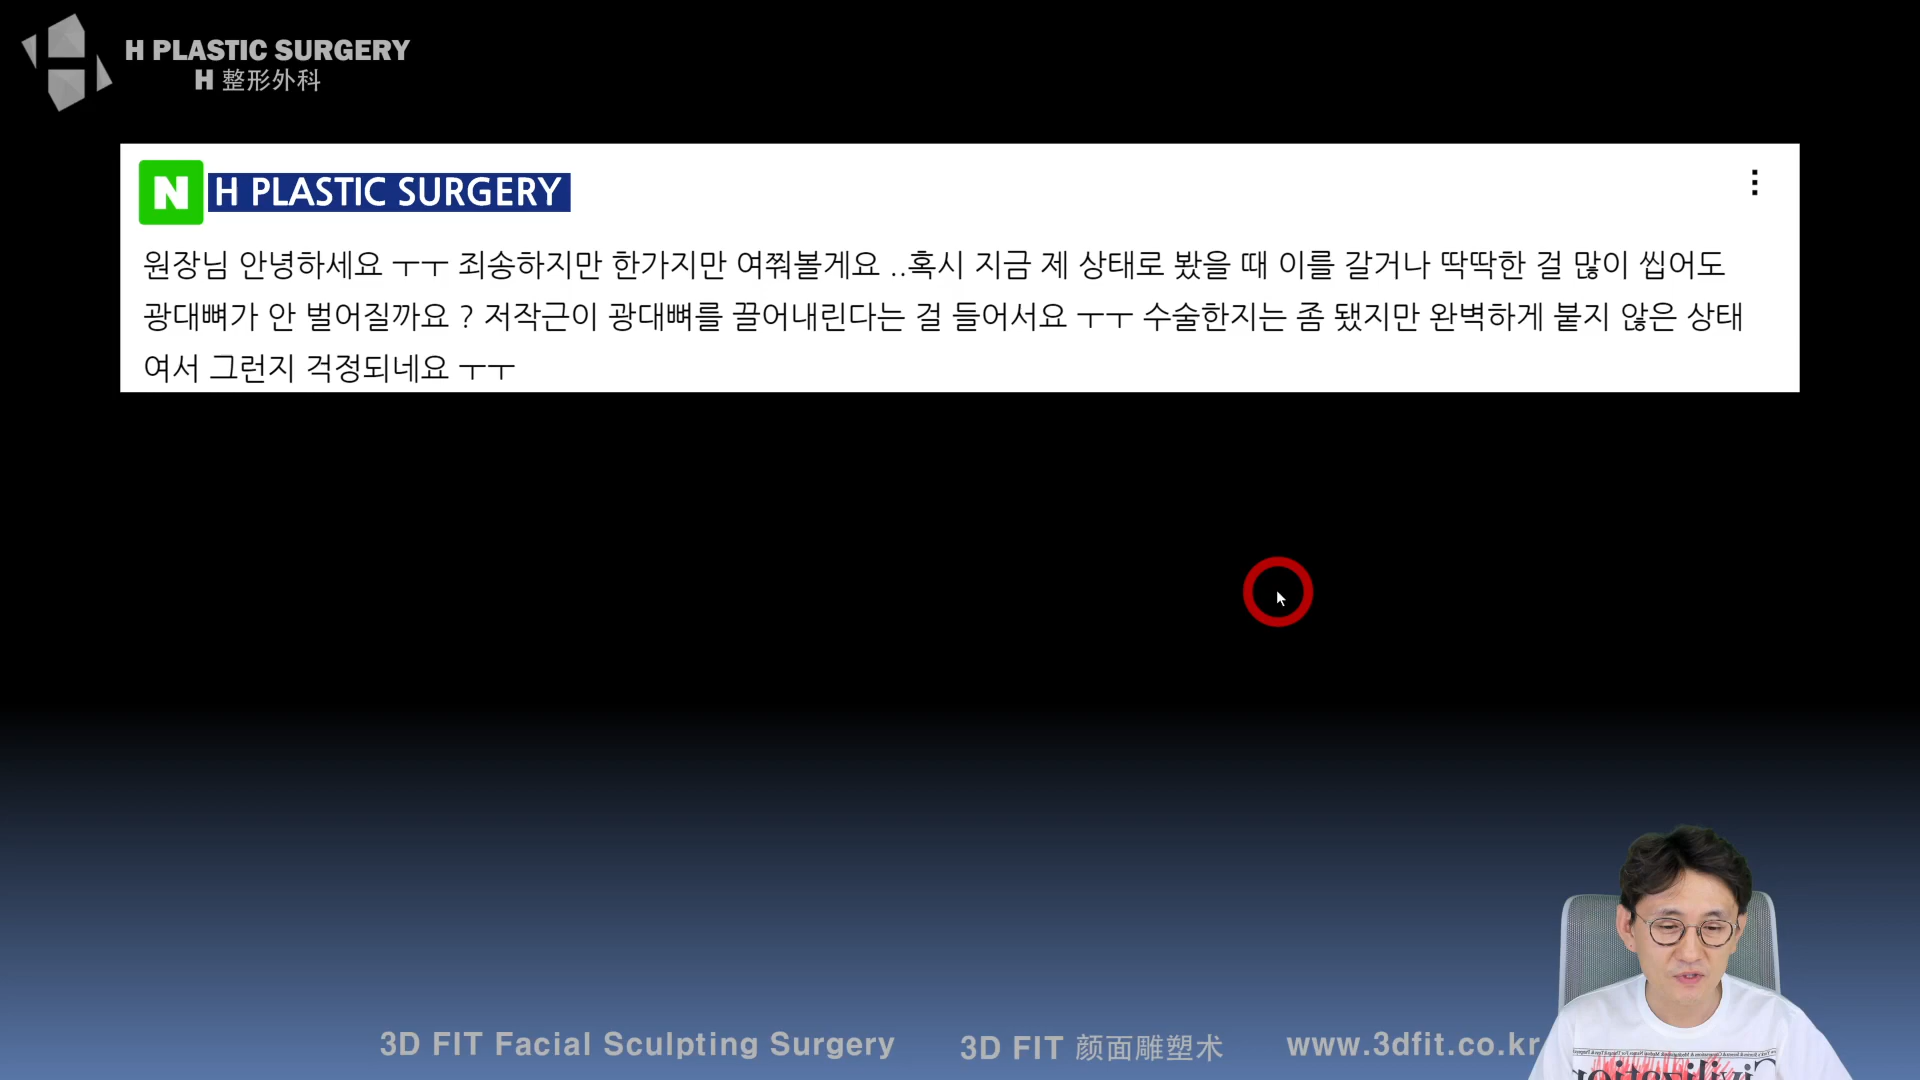 H PLASTIC SURGERY
H 整形外科
N H PLASTIC SURGERY
원장님 안녕하세요 ㅜㅜ 죄송하지만 한가지만 여쭤볼게요 ..혹시 지금 제 상태로 봤을 때 이를 갈거나 딱딱한 걸 많이 씹어도
광대뼈가 안 벌어질까요 ? 저작근이 광대뼈를 끌어내린다는 걸 들어서요 ㅜㅜ 수술한지는 좀 됐지만 완벽하게 붙지 않은 상태
여서 그런지 걱정되네요 ㅜㅜ
3D FIT Facial Sculpting Surgery 3D FIT 颜面雕塑术 www.3dfit.co.kr